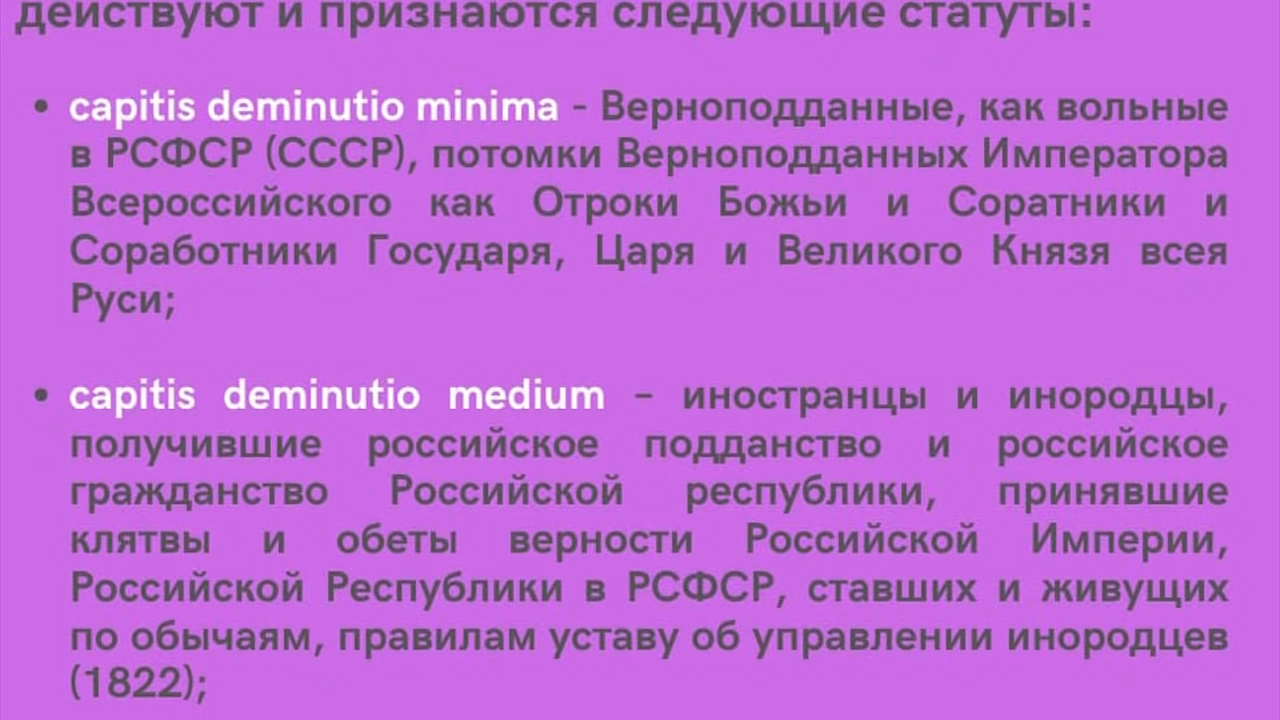 действуют и признаются следующие статуты:
• capitis deminutio minima - Верноподданные, как вольные
в РСФСР (СССР), потомки Верноподданных Императора
Всероссийского как Отроки Божьи и Соратники и
Соработники Государя, Царя и Великого Князя всея
Руси;
• capitis deminutio medium – иностранцы и инородцы,
получившие российское подданство и российское
гражданство Российской республики, принявшие
клятвы и обеты верности Российской Империи,
Российской Республики в РСФСР, ставших и живущих
по обычаям, правилам уставу об управлении инородцев
(1822);